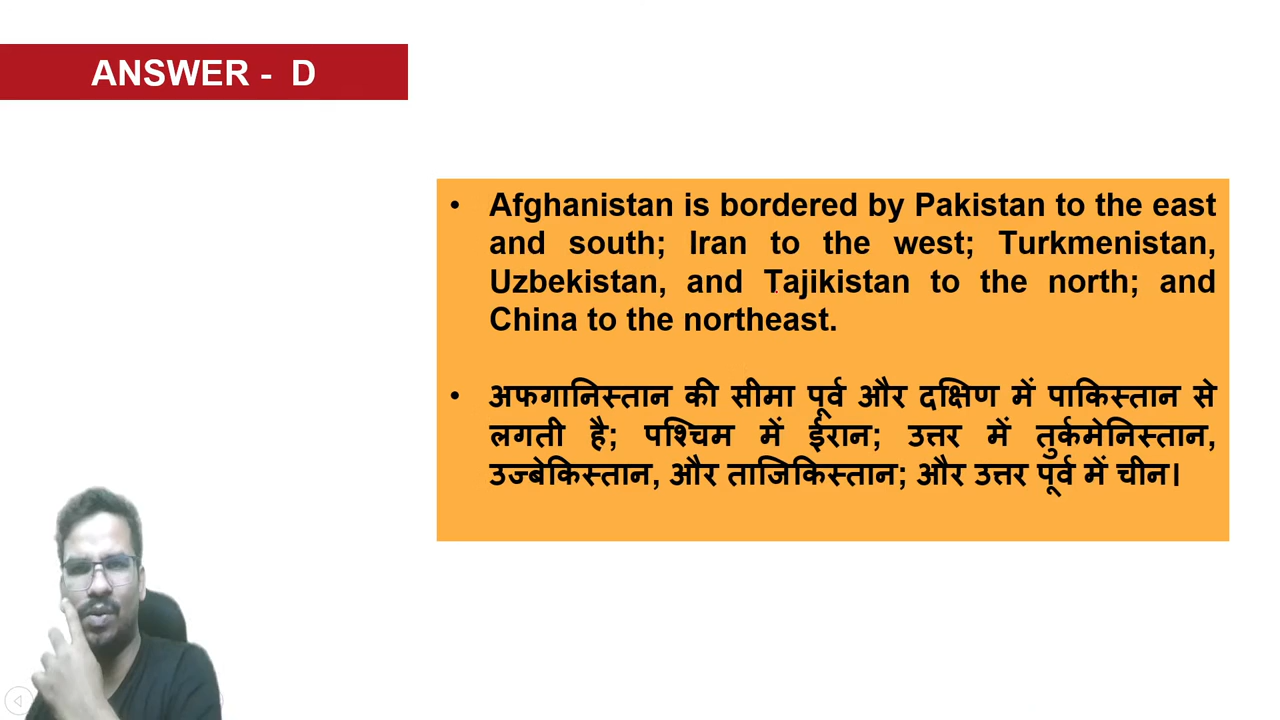 ANSWER - D
• Afghanistan is bordered by Pakistan to the east
and south; Iran to the west; Turkmenistan,
Uzbekistan, and Tajikistan to the north; and
China to the northeast.
• अफगानिस्तान की सीमा पूर्व और दक्षिण में पाकिस्तान से
लगती है; पश्चिम में ईरान; उत्तर में तुर्कमेनिस्तान,
उज्बेकिस्तान, और ताजिकिस्तान; और उत्तर पूर्व में चीन।